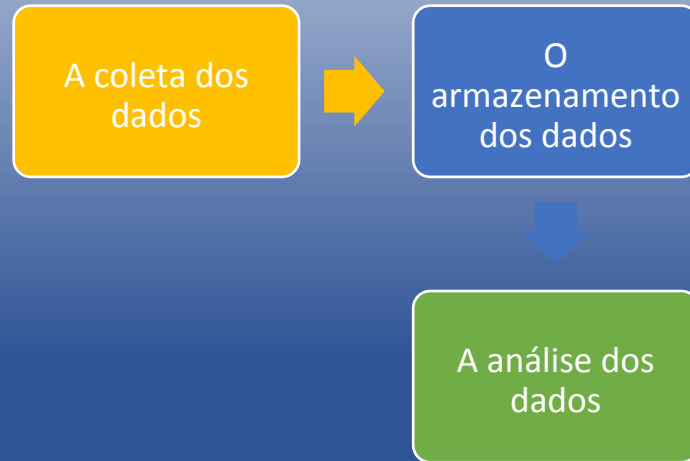 A coleta dos
dados
O
armazenamento
dos dados
A análise dos
dados